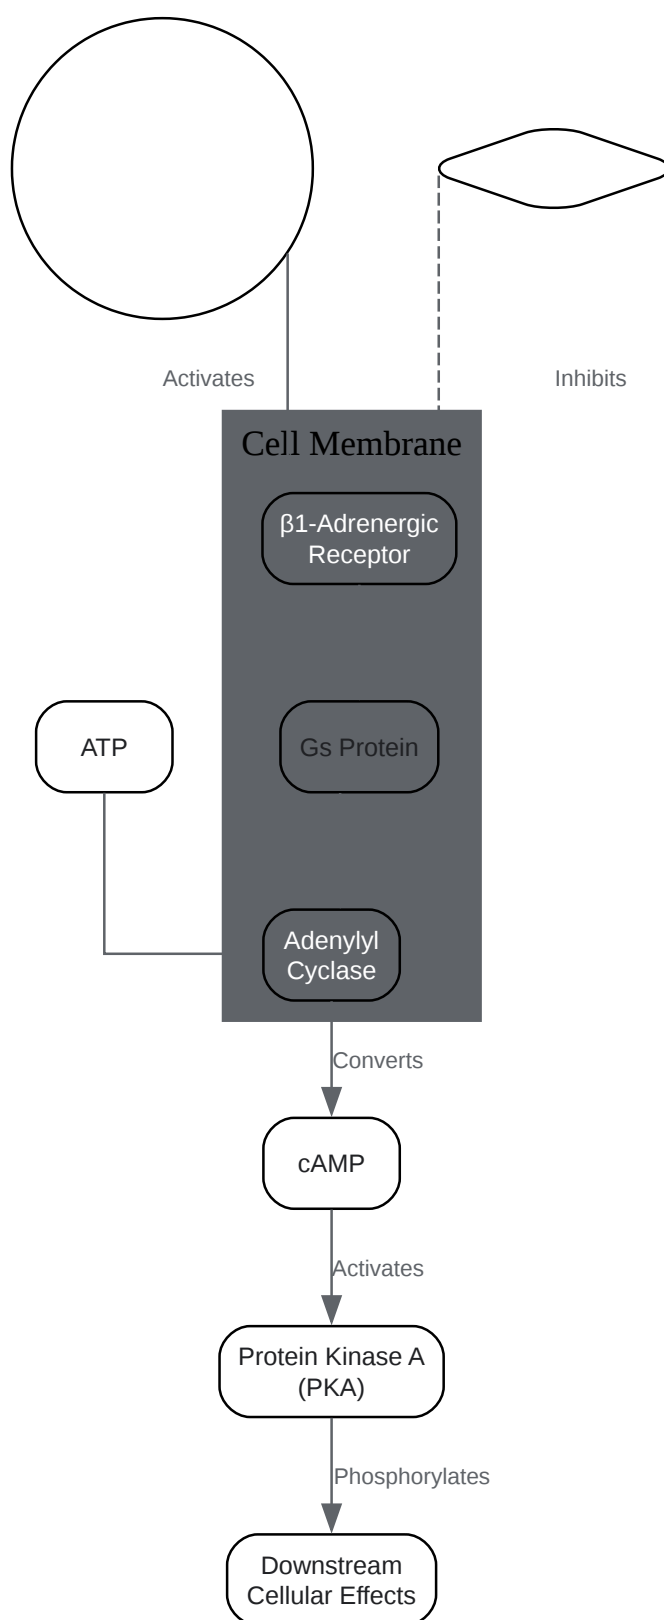 Activates
Inhibits
Cell Membrane
β1-Adrenergic
Receptor
ATP
Gs Protein
Adenylyl
Cyclase
Converts
cAMP
Activates
Protein Kinase A
(PKA)
Phosphorylates
Downstream
Cellular Effects